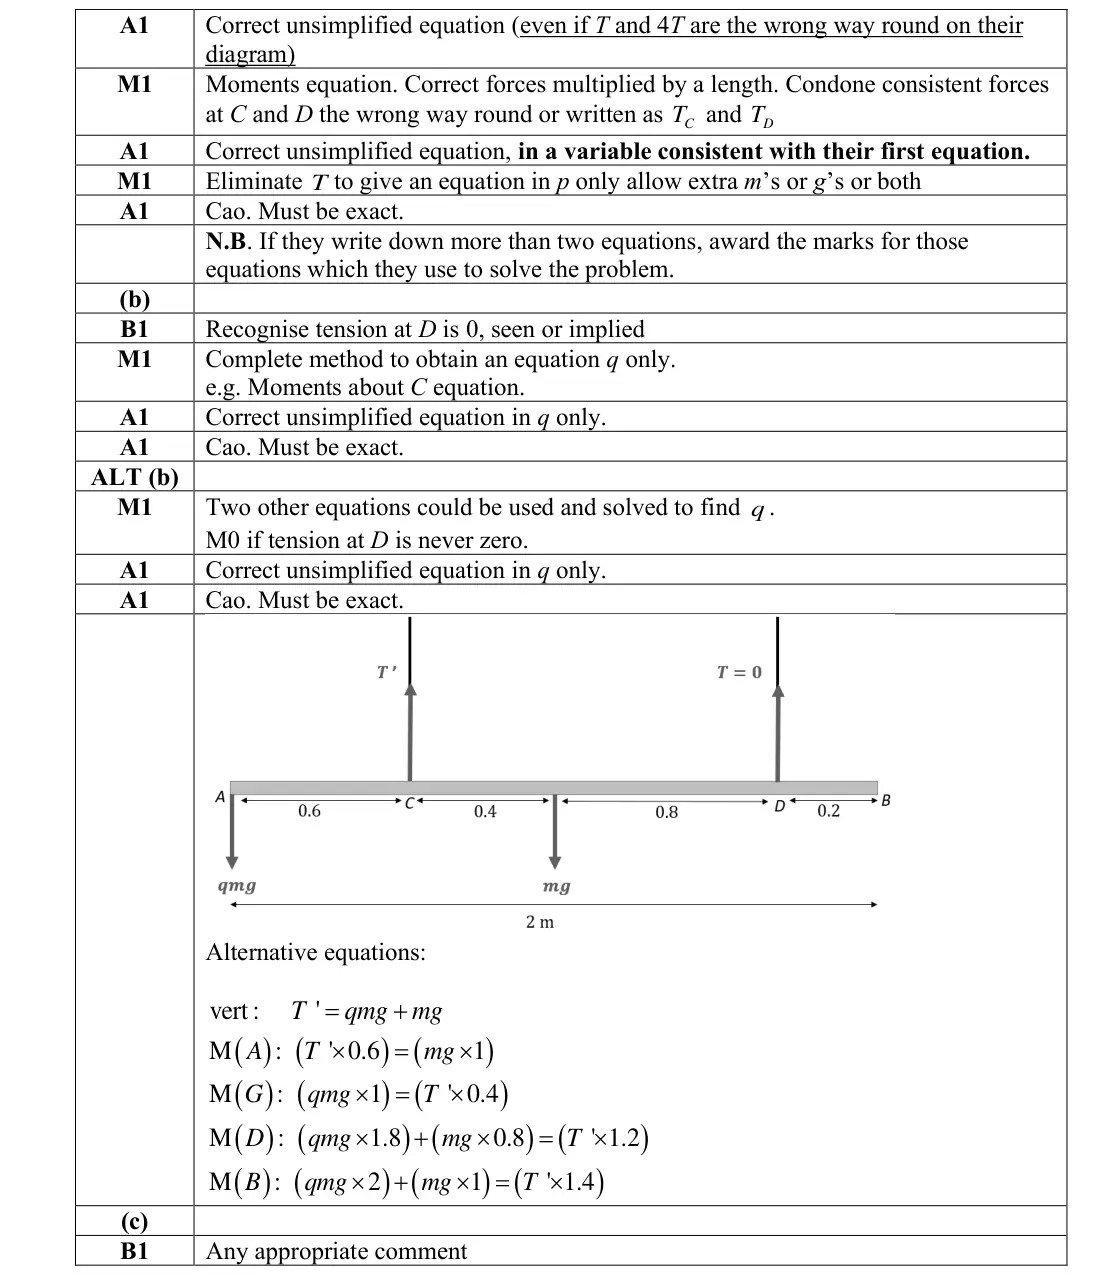 A1 Correct unsimplified equation (even if T and 4T are the wrong way round on their
diagram)
M1 Moments equation. Correct forces multiplied by a length. Condone consistent forces
at C and D the wrong way round or written as T_C and T_D
A1 Correct unsimplified equation, in a variable consistent with their first equation.
M1 Eliminate T to give an equation in p only allow extra m’s or g’s or both
A1 Cao. Must be exact.
N.B. If they write down more than two equations, award the marks for those
equations which they use to solve the problem.
(b)
B1 Recognise tension at D is 0, seen or implied
M1 Complete method to obtain an equation q only.
e.g. Moments about C equation.
A1 Correct unsimplified equation in q only.
A1 Cao. Must be exact.
ALT (b)
M1 Two other equations could be used and solved to find q.
M0 if tension at D is never zero.
A1 Correct unsimplified equation in q only.
A1 Cao. Must be exact.
T' T = 0
A C D B
0.6 0.4 0.8 0.2
qmg mg
2 m
Alternative equations:
vert : T ' = qmg + mg
M(A): (T '×0.6) = (mg ×1)
M(G): (qmg ×1) = (T '×0.4)
M(D): (qmg ×1.8)+(mg ×0.8) = (T '×1.2)
M(B): (qmg ×2)+(mg ×1) = (T '×1.4)
(c)
B1 Any appropriate comment